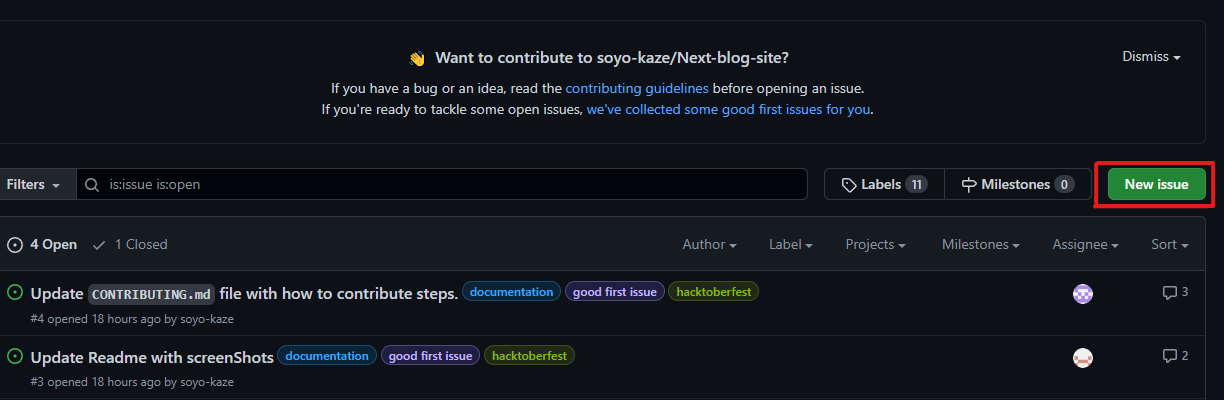 👋 Want to contribute to soyo-kaze/Next-blog-site?
Dismiss
If you have a bug or an idea, read the contributing guidelines before opening an issue.
If you're ready to tackle some open issues, we've collected some good first issues for you.
Filters is:issue is:open Labels 11 Milestones 0 New issue
4 Open 1 Closed Author Label Projects Milestones Assignee Sort
Update CONTRIBUTING.md file with how to contribute steps. documentation good first issue hacktoberfest 3
#4 opened 18 hours ago by soyo-kaze
Update Readme with screenShots documentation good first issue hacktoberfest 2
#3 opened 18 hours ago by soyo-kaze